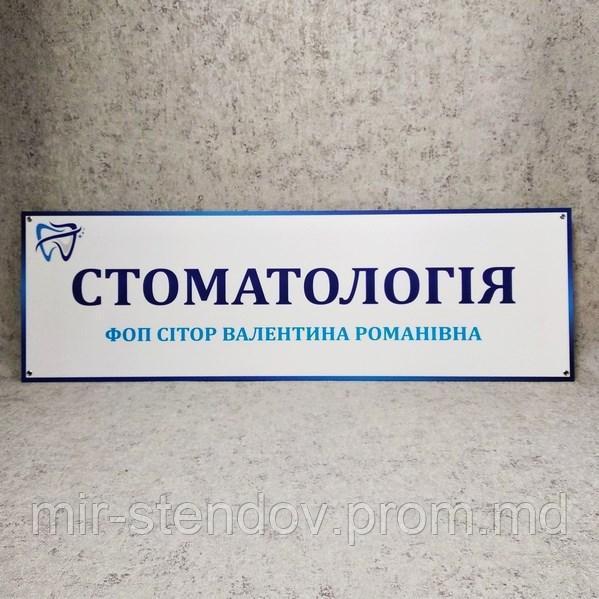 СТОМАТОЛОГІЯ
ФОП СІТОР ВАЛЕНТИНА РОМАНІВНА
mir-stendov.prom.md